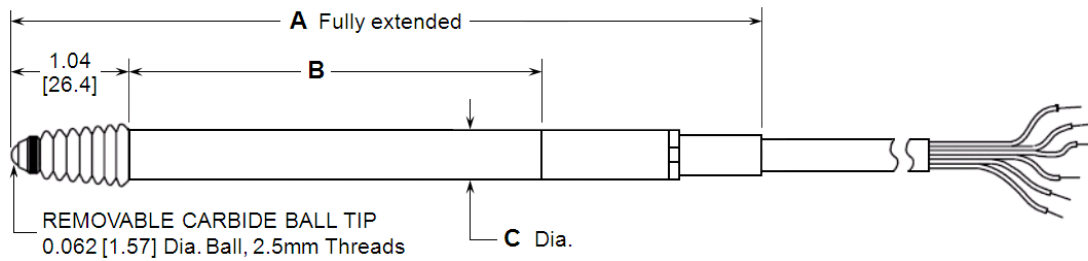 A Fully extended
1.04
[26.4]
B
REMOVABLE CARBIDE BALL TIP
0.062 [1.57] Dia. Ball, 2.5mm Threads
C Dia.